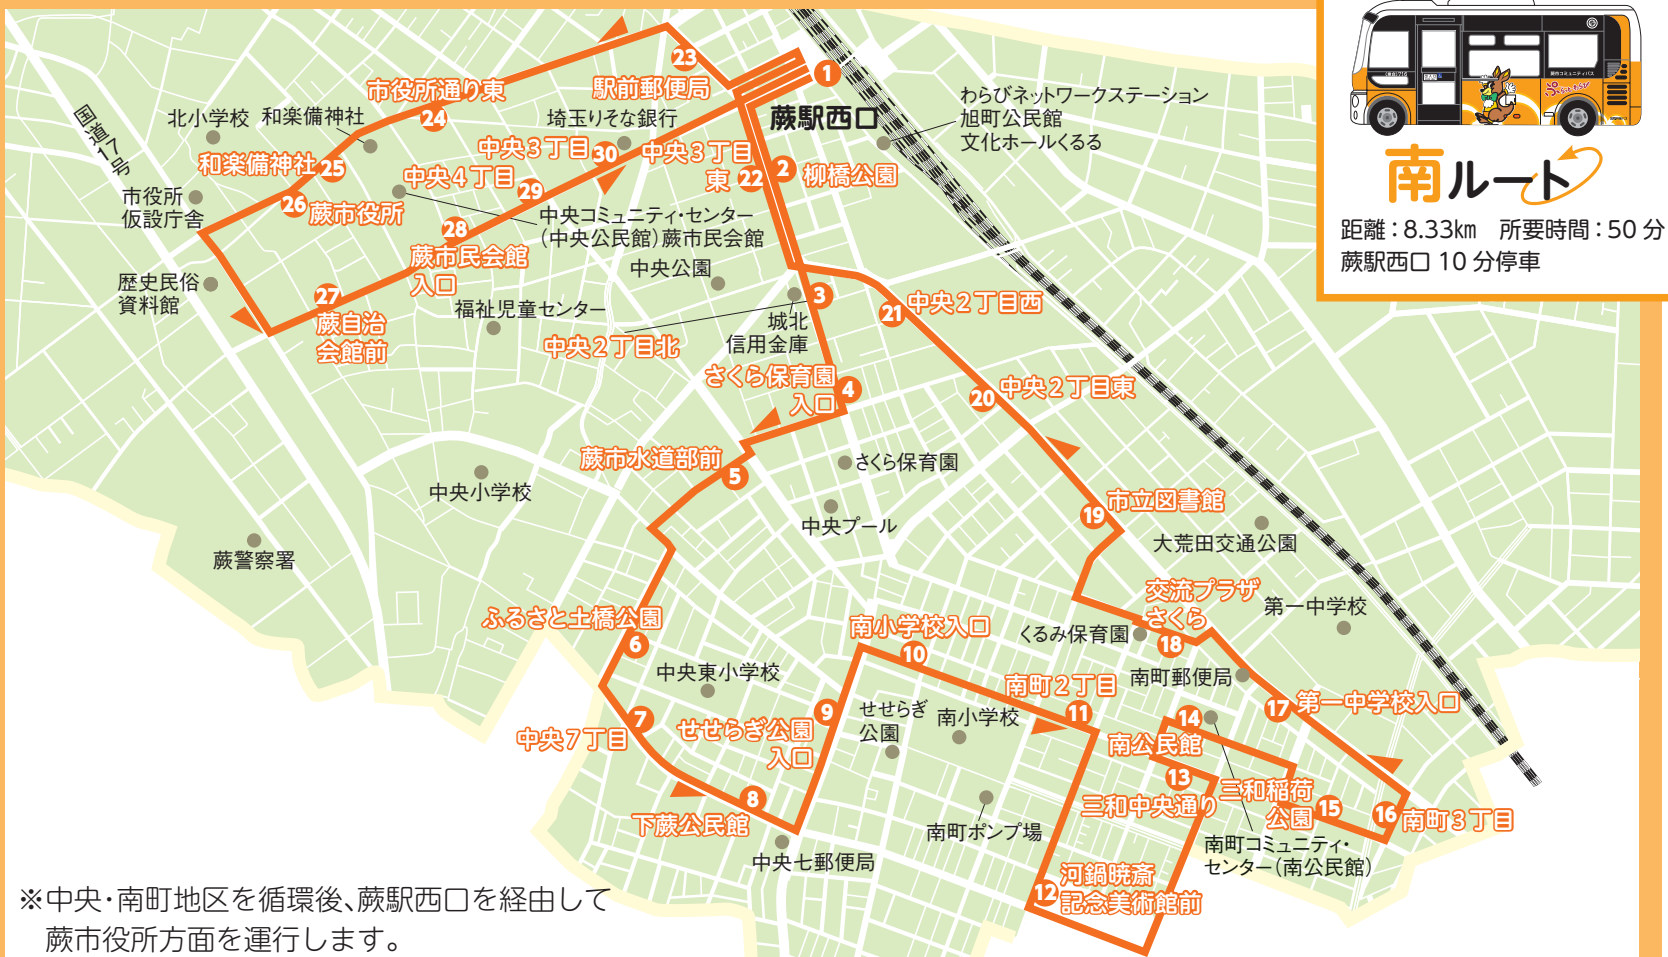 南ルート
距離：8.33km　所要時間：50分
蕨駅西口 10分停車
国道17号
1
蕨駅西口
わらびネットワークステーション
旭町公民館
文化ホールくるる
23
駅前郵便局
市役所通り東
24
北小学校
和楽備神社
和楽備神社
25
市役所
仮設庁舎
26
蕨市役所
埼玉りそな銀行
中央3丁目
30
中央3丁目
東
22
2
柳橋公園
中央4丁目
29
28
蕨市民会館
入口
中央コミュニティ・センター
（中央公民館）蕨市民会館
中央公園
歴史民俗
資料館
27
蕨自治
会館前
福祉児童センター
3
中央2丁目北
城北
信用金庫
21
中央2丁目西
さくら保育園
入口
4
20
中央2丁目東
蕨市水道部前
5
さくら保育園
中央小学校
中央プール
19
市立図書館
大荒田交通公園
蕨警察署
交流プラザ
さくら
18
第一中学校
くるみ保育園
ふるさと土橋公園
6
南小学校入口
10
中央東小学校
南町郵便局
7
中央7丁目
せせらぎ公園
入口
9
せせらぎ
公園
南小学校
南町2丁目
11
17
第一中学校入口
14
南公民館
13
三和中央通り
三和稲荷
公園
15
16
南町3丁目
8
下蕨公民館
南町ポンプ場
中央七郵便局
南町コミュニティ・
センター（南公民館）
12
河鍋暁斎
記念美術館前
※中央・南町地区を循環後、蕨駅西口を経由して
蕨市役所方面を運行します。